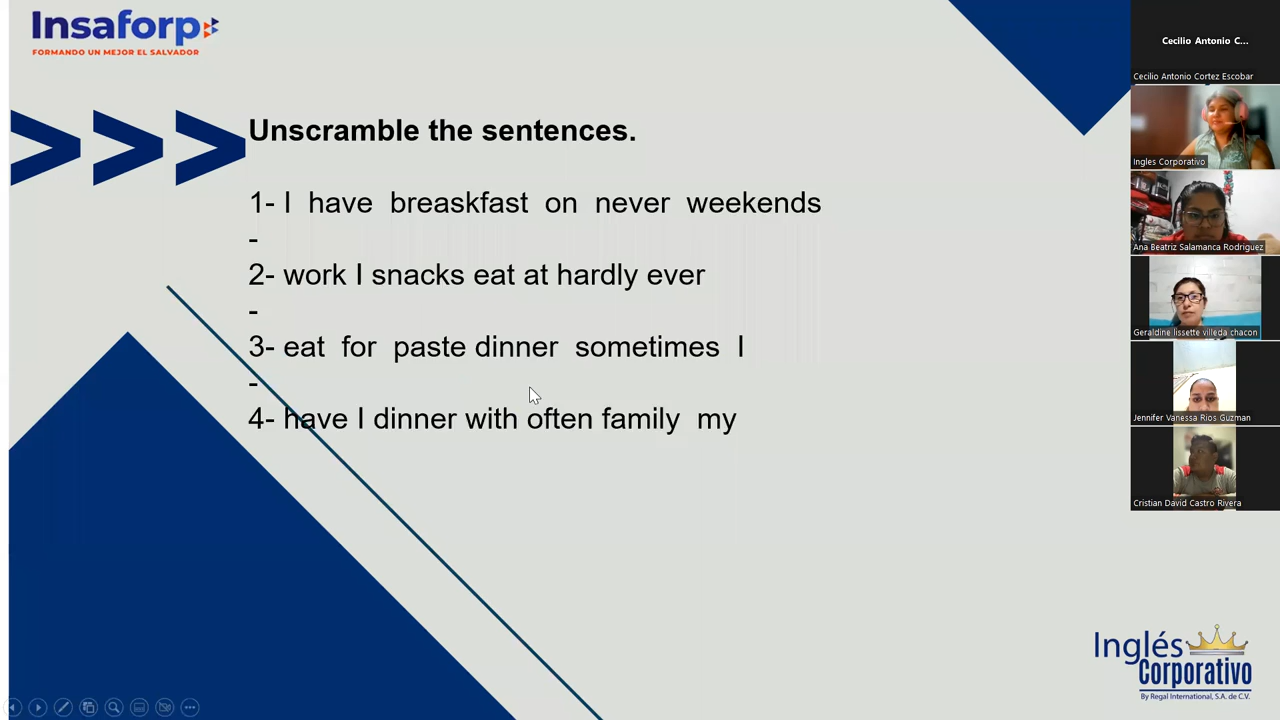 Insaforp
FORMANDO UN MEJOR EL SALVADOR
Unscramble the sentences.
1- I have breaskfast on never weekends
-
2- work I snacks eat at hardly ever
-
3- eat for paste dinner sometimes I
-
4- have I dinner with often family my
Cecilio Antonio C...
Cecilio Antonio Cortez Escobar
Ingles Corporativo
Ana Beatriz Salamanca Rodriguez
Geraldine lissette villeda chacon
Jennifer Vanessa Rios Guzman
Cristian David Castro Rivera
Inglés
Corporativo
By Regal International, S.A. de C.V.